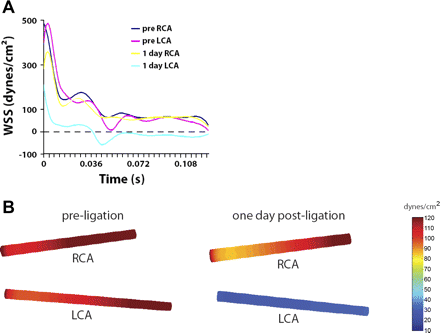 A
500
400
300
200
100
0
-100
WSS (dynes/cm²)
pre RCA
pre LCA
1 day RCA
1 day LCA
0
0.036
0.072
0.108
Time (s)
B
pre-ligation
one day post-ligation
dynes/cm²
RCA
LCA
RCA
LCA
120
110
100
90
80
70
60
50
40
30
20
10